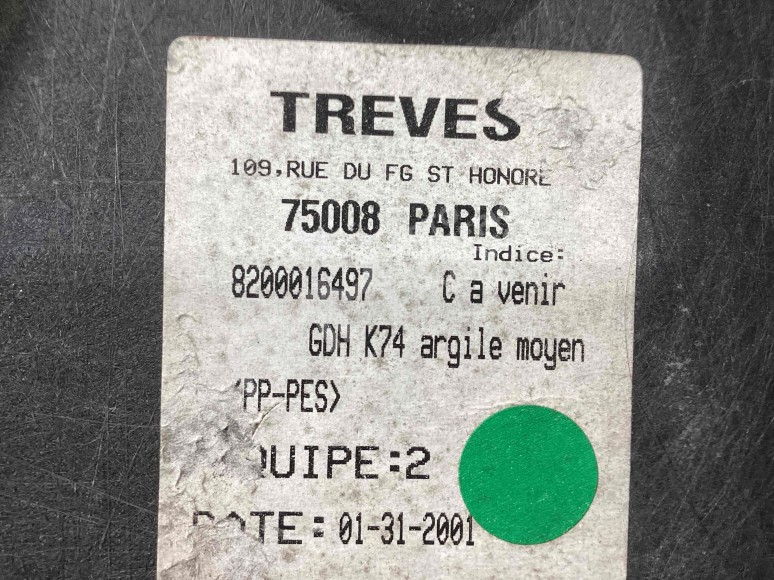 TREVES
109,RUE DU FG ST HONORE
75008 PARIS
Indice:
8200016497 C a venir
GDH K74 argile moyen
<PP-PES>
QUIPE:2
DATE: 01-31-2001